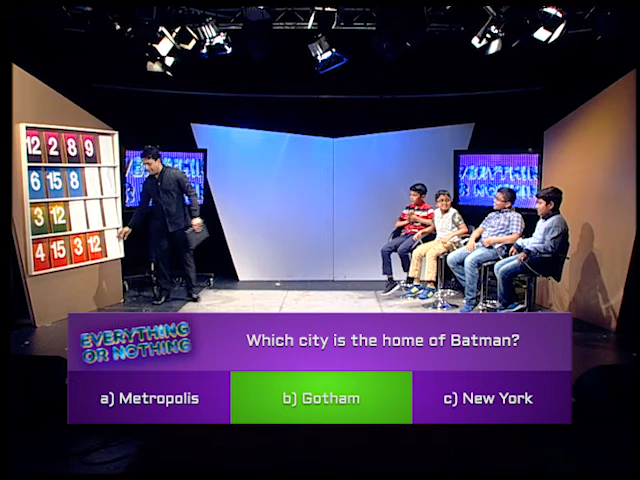 12 2 8 9
6 15 8
3 12
4 15 3 12
EVERYTHING
OR NOTHING
Which city is the home of Batman?
a) Metropolis
b) Gotham
c) New York